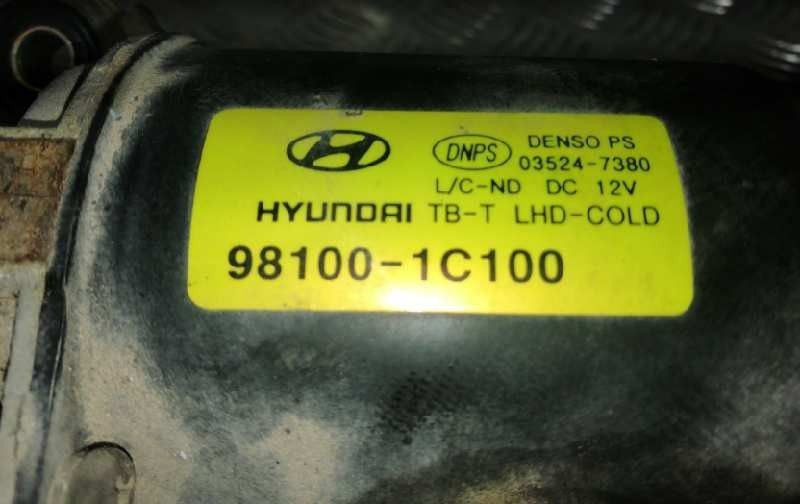 DNPS DENSO PS
03524-7380
L/C-ND DC 12V
HYUNDAI TB-T LHD-COLD
98100-1C100